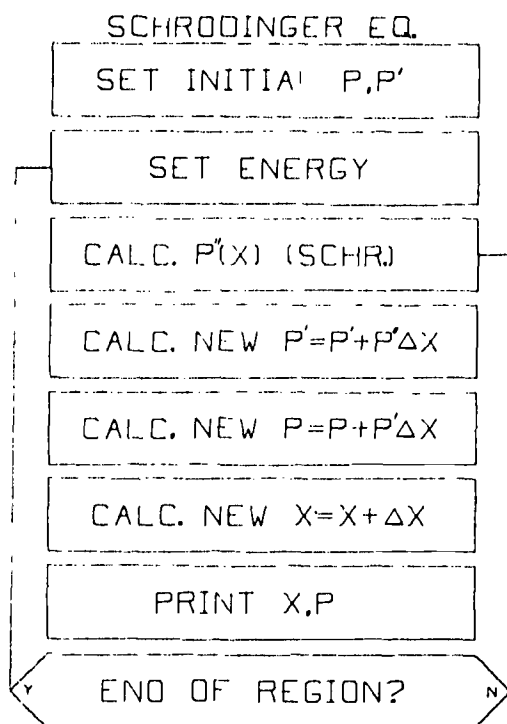 SCHRODINGER EQ.
SET INITIAL P,P'
SET ENERGY
CALC. P"(X) (SCHR.)
CALC. NEW P'=P'+P"ΔX
CALC. NEW P=P+P'ΔX
CALC. NEW X=X+ΔX
PRINT X,P
Y END OF REGION? N